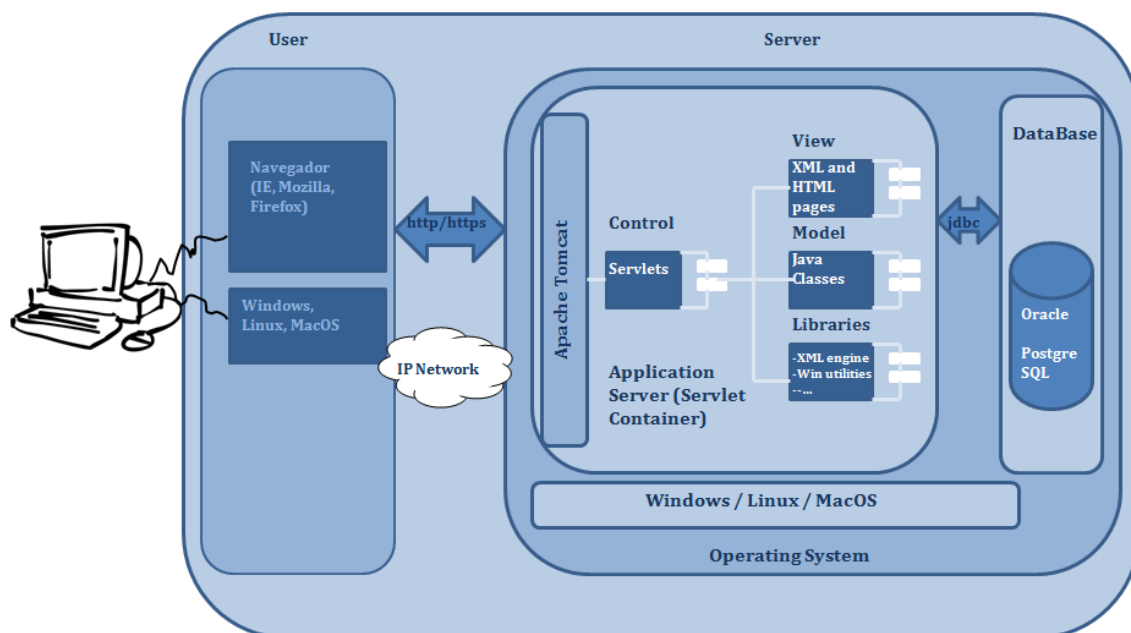 User
Server
Navegador
(IE, Mozilla,
Firefox)
Windows,
Linux, MacOS
http/https
IP Network
Apache Tomcat
Control
Servlets
Application
Server (Servlet
Container)
View
XML and
HTML
pages
Model
Java
Classes
Libraries
-XML engine
-Win utilities
--...
jdbc
DataBase
Oracle
Postgre
SQL
Windows / Linux / MacOS
Operating System